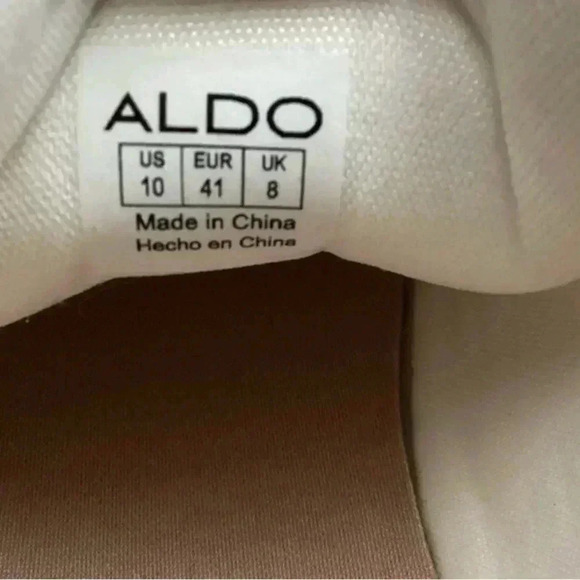 ALDO
US EUR UK
10 41 8
Made in China
Hecho en China